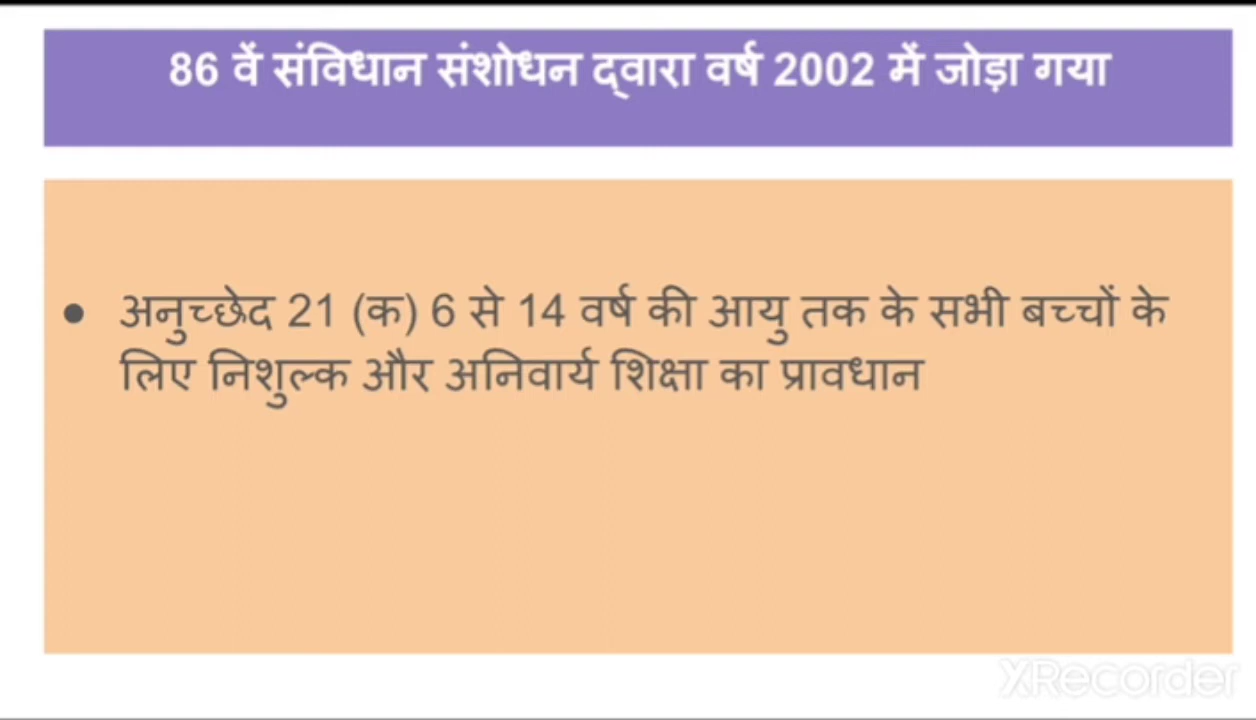 86 वें संविधान संशोधन द्वारा वर्ष 2002 में जोड़ा गया
● अनुच्छेद 21 (क) 6 से 14 वर्ष की आयु तक के सभी बच्चों के
लिए निशुल्क और अनिवार्य शिक्षा का प्रावधान
XRecorder